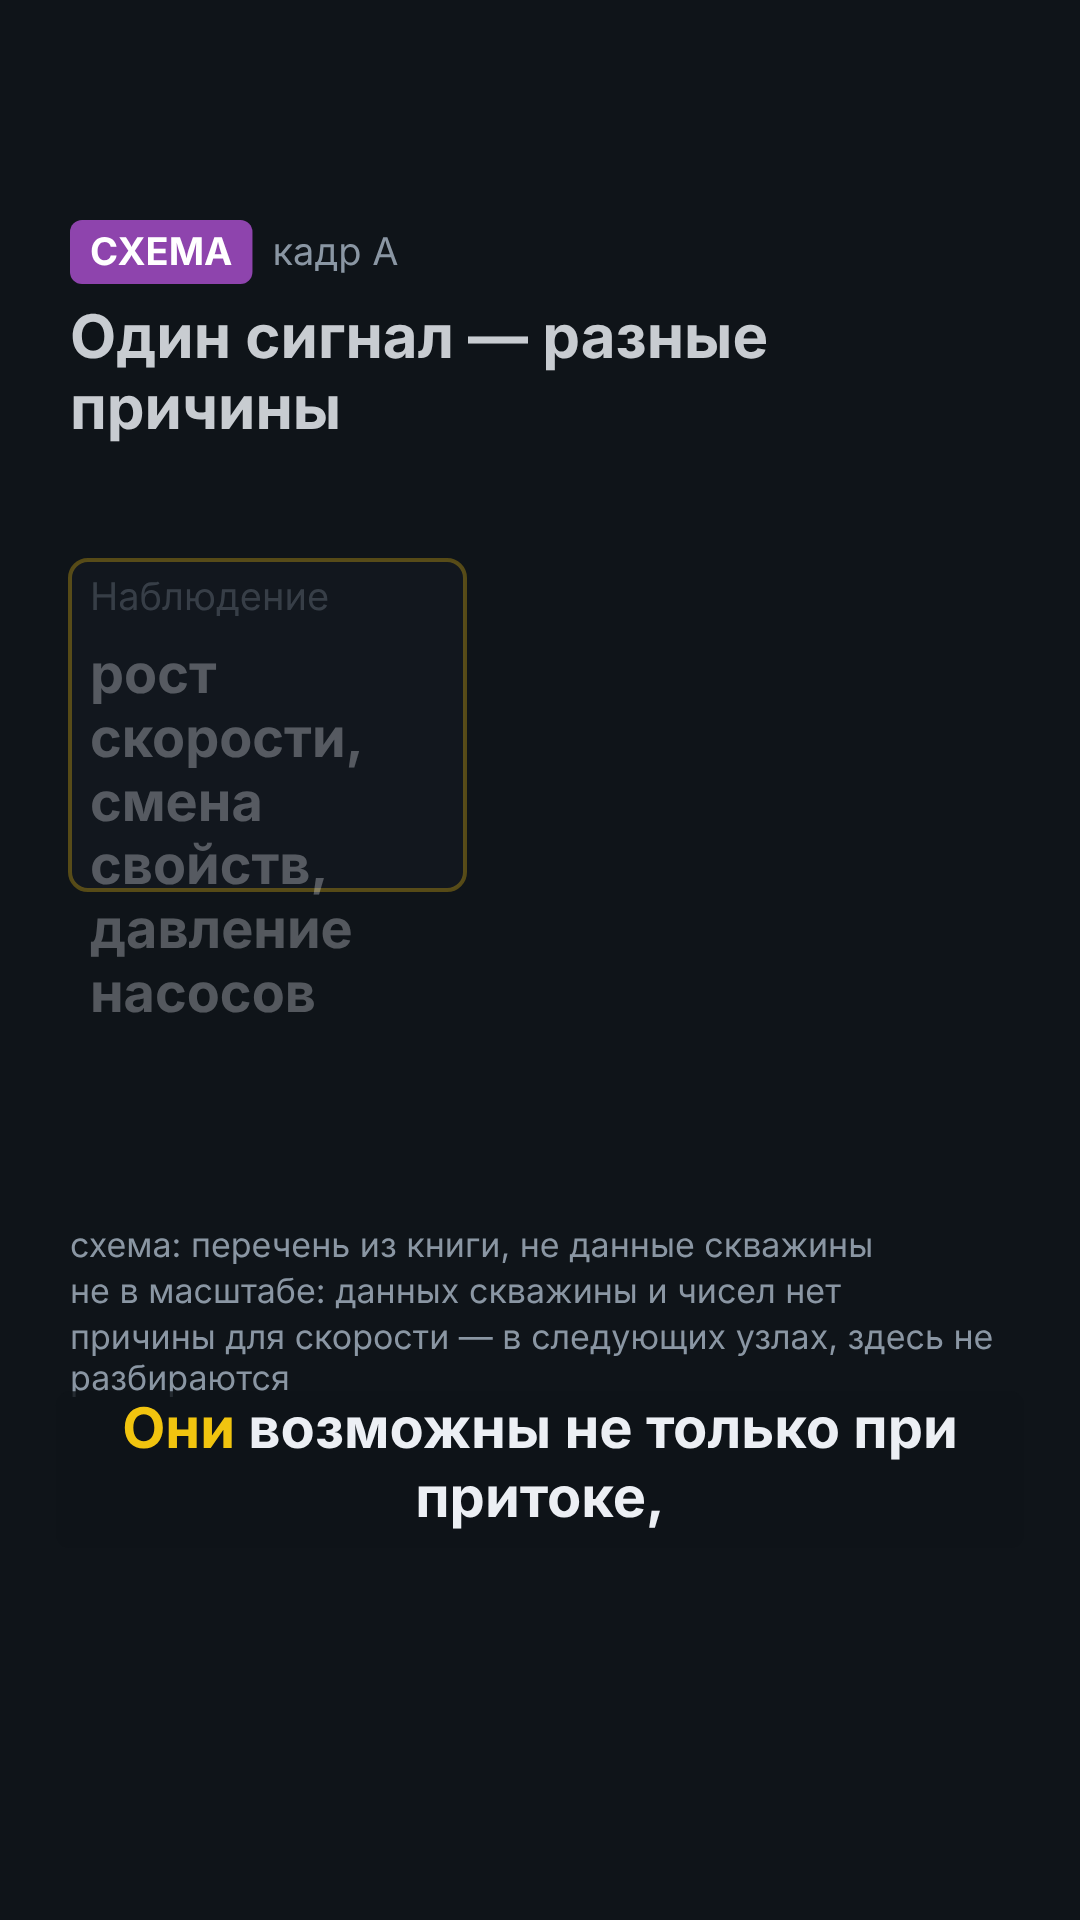 СХЕМА кадр А
Один сигнал — разные
причины
Наблюдение
рост
скорости,
смена
свойств,
давление
насосов
схема: перечень из книги, не данные скважины
не в масштабе: данных скважины и чисел нет
причины для скорости — в следующих узлах, здесь не
разбираются
Они возможны не только при
притоке,